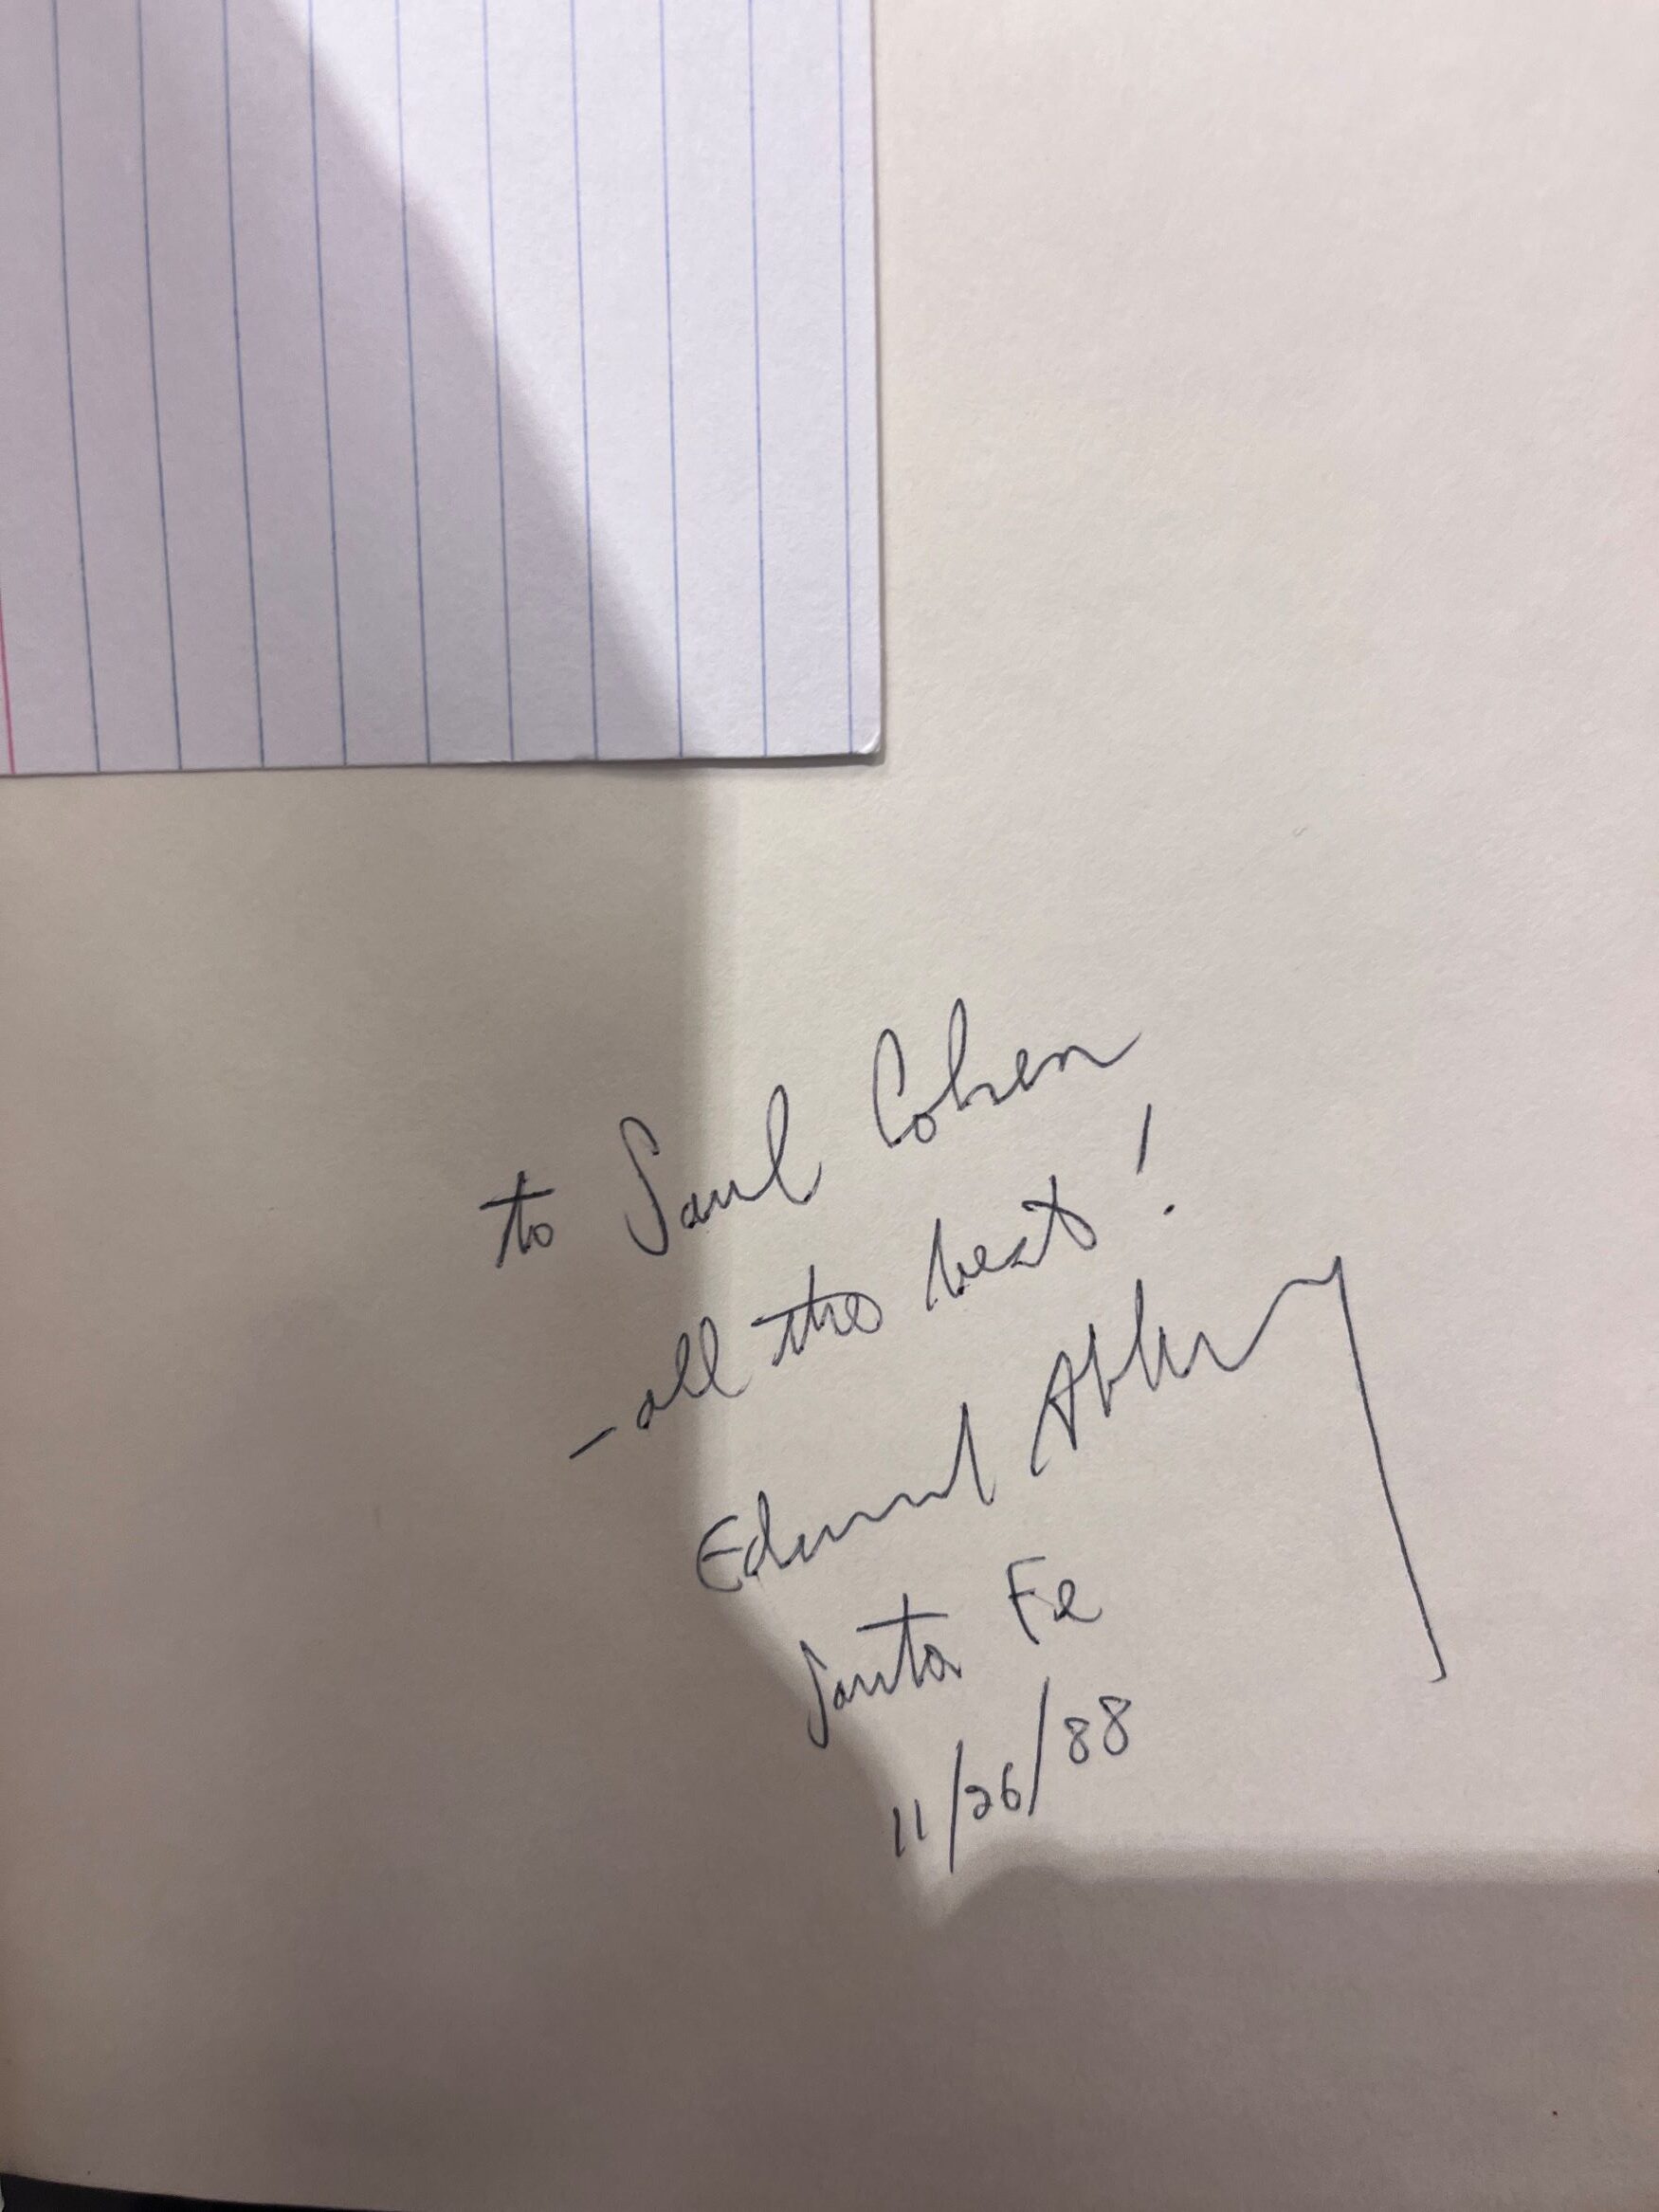 to Saul Cohen
– all the best!
Edward Abbey
Santa Fe
11/26/88